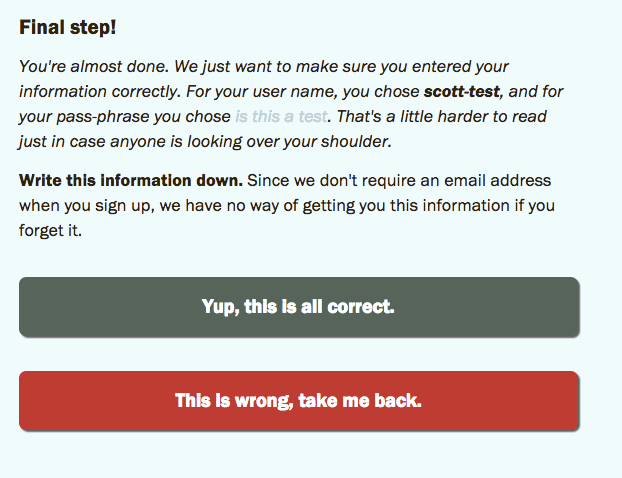 Final step!
You're almost done. We just want to make sure you entered your
information correctly. For your user name, you chose scott-test, and for
your pass-phrase you chose is this a test. That's a little harder to read
just in case anyone is looking over your shoulder.
Write this information down. Since we don't require an email address
when you sign up, we have no way of getting you this information if you
forget it.
Yup, this is all correct.
This is wrong, take me back.